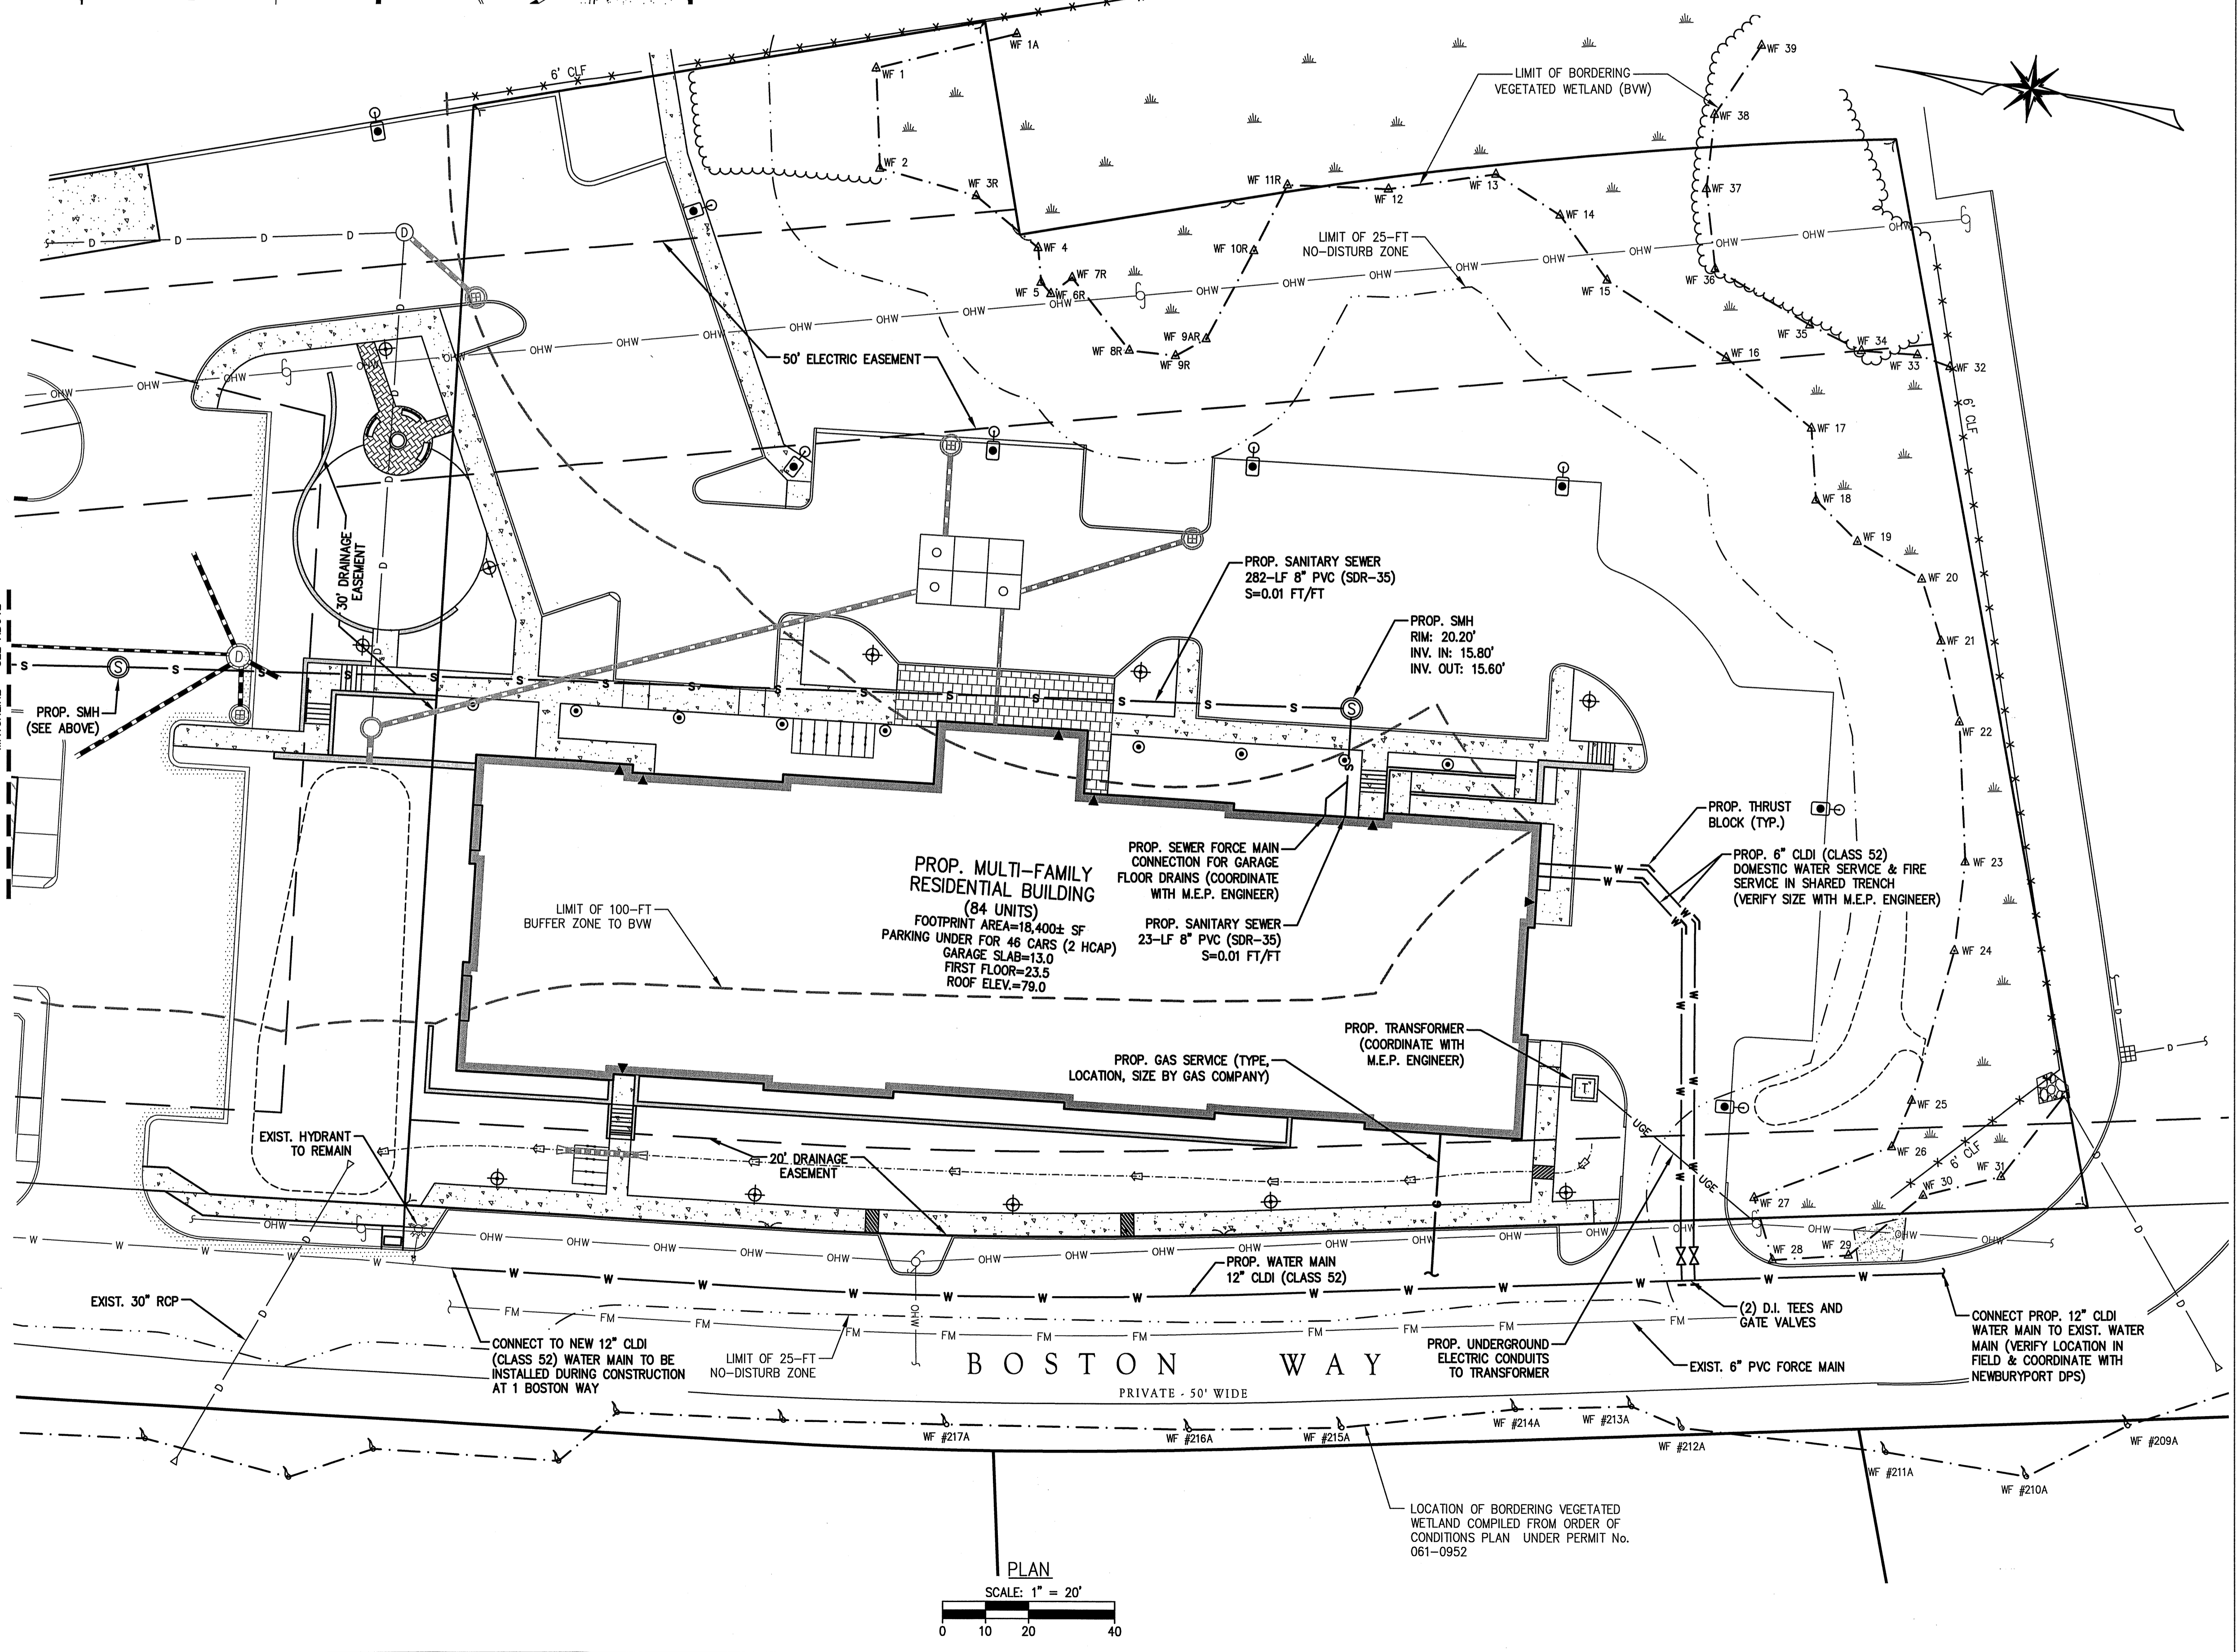 6' CLF
WF 1A
WF 1
WF 2
WF 3R
WF 4
WF 5
WF 6R
WF 7R
WF 8R
WF 9R
WF 9AR
WF 10R
WF 11R
WF 12
WF 13
WF 14
WF 15
WF 16
WF 17
WF 18
WF 19
WF 20
WF 21
WF 22
WF 23
WF 24
WF 25
WF 26
WF 27
WF 28
WF 29
WF 30
WF 31
WF 32
WF 33
WF 34
WF 35
WF 36
WF 37
WF 38
WF 39
LIMIT OF BORDERING
VEGETATED WETLAND (BVW)
LIMIT OF 25-FT
NO-DISTURB ZONE
6' CLF
50' ELECTRIC EASEMENT
30' DRAINAGE
EASEMENT
PROP. SANITARY SEWER
282-LF 8" PVC (SDR-35)
S=0.01 FT/FT
PROP. SMH
RIM: 20.20'
INV. IN: 15.80'
INV. OUT: 15.60'
PROP. SMH
(SEE ABOVE)
PROP. THRUST
BLOCK (TYP.)
PROP. 6" CLDI (CLASS 52)
DOMESTIC WATER SERVICE & FIRE
SERVICE IN SHARED TRENCH
(VERIFY SIZE WITH M.E.P. ENGINEER)
PROP. SEWER FORCE MAIN
CONNECTION FOR GARAGE
FLOOR DRAINS (COORDINATE
WITH M.E.P. ENGINEER)
PROP. SANITARY SEWER
23-LF 8" PVC (SDR-35)
S=0.01 FT/FT
PROP. MULTI-FAMILY
RESIDENTIAL BUILDING
(84 UNITS)
FOOTPRINT AREA=18,400± SF
PARKING UNDER FOR 46 CARS (2 HCAP)
GARAGE SLAB=13.0
FIRST FLOOR=23.5
ROOF ELEV.=79.0
LIMIT OF 100-FT
BUFFER ZONE TO BVW
PROP. TRANSFORMER
(COORDINATE WITH
M.E.P. ENGINEER)
T
PROP. GAS SERVICE (TYPE,
LOCATION, SIZE BY GAS COMPANY)
UGE
UGE
6' CLF
EXIST. HYDRANT
TO REMAIN
20' DRAINAGE
EASEMENT
PROP. WATER MAIN
12" CLDI (CLASS 52)
EXIST. 30" RCP
CONNECT TO NEW 12" CLDI
(CLASS 52) WATER MAIN TO BE
INSTALLED DURING CONSTRUCTION
AT 1 BOSTON WAY
LIMIT OF 25-FT
NO-DISTURB ZONE
BOSTON WAY
PRIVATE - 50' WIDE
PROP. UNDERGROUND
ELECTRIC CONDUITS
TO TRANSFORMER
(2) D.I. TEES AND
GATE VALVES
EXIST. 6" PVC FORCE MAIN
CONNECT PROP. 12" CLDI
WATER MAIN TO EXIST. WATER
MAIN (VERIFY LOCATION IN
FIELD & COORDINATE WITH
NEWBURYPORT DPS)
WF #217A
WF #216A
WF #215A
WF #214A
WF #213A
WF #212A
WF #211A
WF #210A
WF #209A
LOCATION OF BORDERING VEGETATED
WETLAND COMPILED FROM ORDER OF
CONDITIONS PLAN UNDER PERMIT No.
061-0952
PLAN
SCALE: 1" = 20'
0 10 20 40